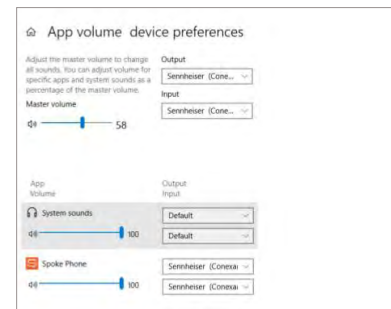 App volume device preferences
Adjust the master volume to change
all sounds. You can adjust volume for
specific apps and system sounds as a
percentage of the master volume.
Master volume
58
Output
Sennheiser (Cone...
Input
Sennheiser (Cone...
App
Volume
Output
Input
System sounds
100
Default
Default
Spoke Phone
100
Sennheiser (Conexa
Sennheiser (Conexa